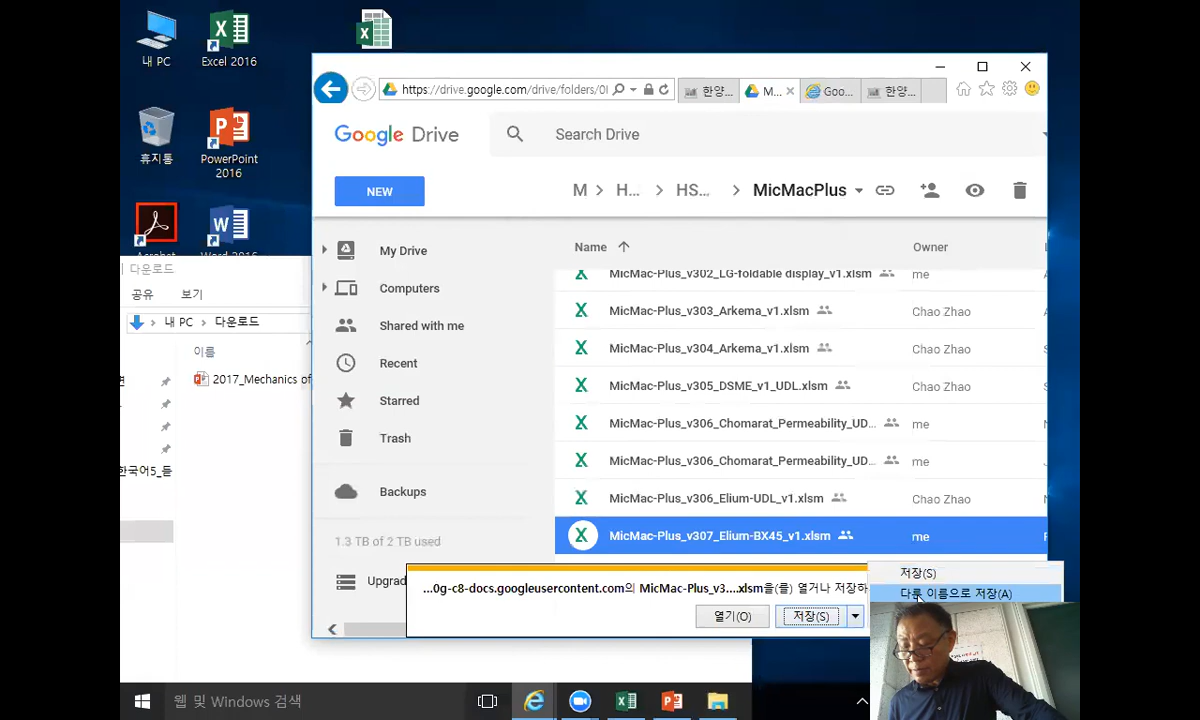 내 PC
Excel 2016
휴지통
PowerPoint
2016
Acrobat
Word 2016
다운로드
공유
보기
내 PC > 다운로드
이름
2017_Mechanics of
한국어5_듣
https://drive.google.com/drive/folders/0
한양...
M...
Goo...
한양...
Google Drive
Search Drive
NEW
M > H... > HS... > MicMacPlus
My Drive
Computers
Shared with me
Recent
Starred
Trash
Backups
1.3 TB of 2 TB used
Upgrad
Name
Owner
MicMac-Plus_v302_LG-foldable display_v1.xlsm
me
MicMac-Plus_v303_Arkema_v1.xlsm
Chao Zhao
MicMac-Plus_v304_Arkema_v1.xlsm
Chao Zhao
MicMac-Plus_v305_DSME_v1_UDL.xlsm
Chao Zhao
MicMac-Plus_v306_Chomarat_Permeability_UD...
me
MicMac-Plus_v306_Chomarat_Permeability_UD...
me
MicMac-Plus_v306_Elium-UDL_v1.xlsm
Chao Zhao
MicMac-Plus_v307_Elium-BX45_v1.xlsm
me
...0g-c8-docs.googleusercontent.com의 MicMac-Plus_v3....xlsm을(를) 열거나 저장하
열기(O)
저장(S)
저장(S)
다른 이름으로 저장(A)
웹 및 Windows 검색